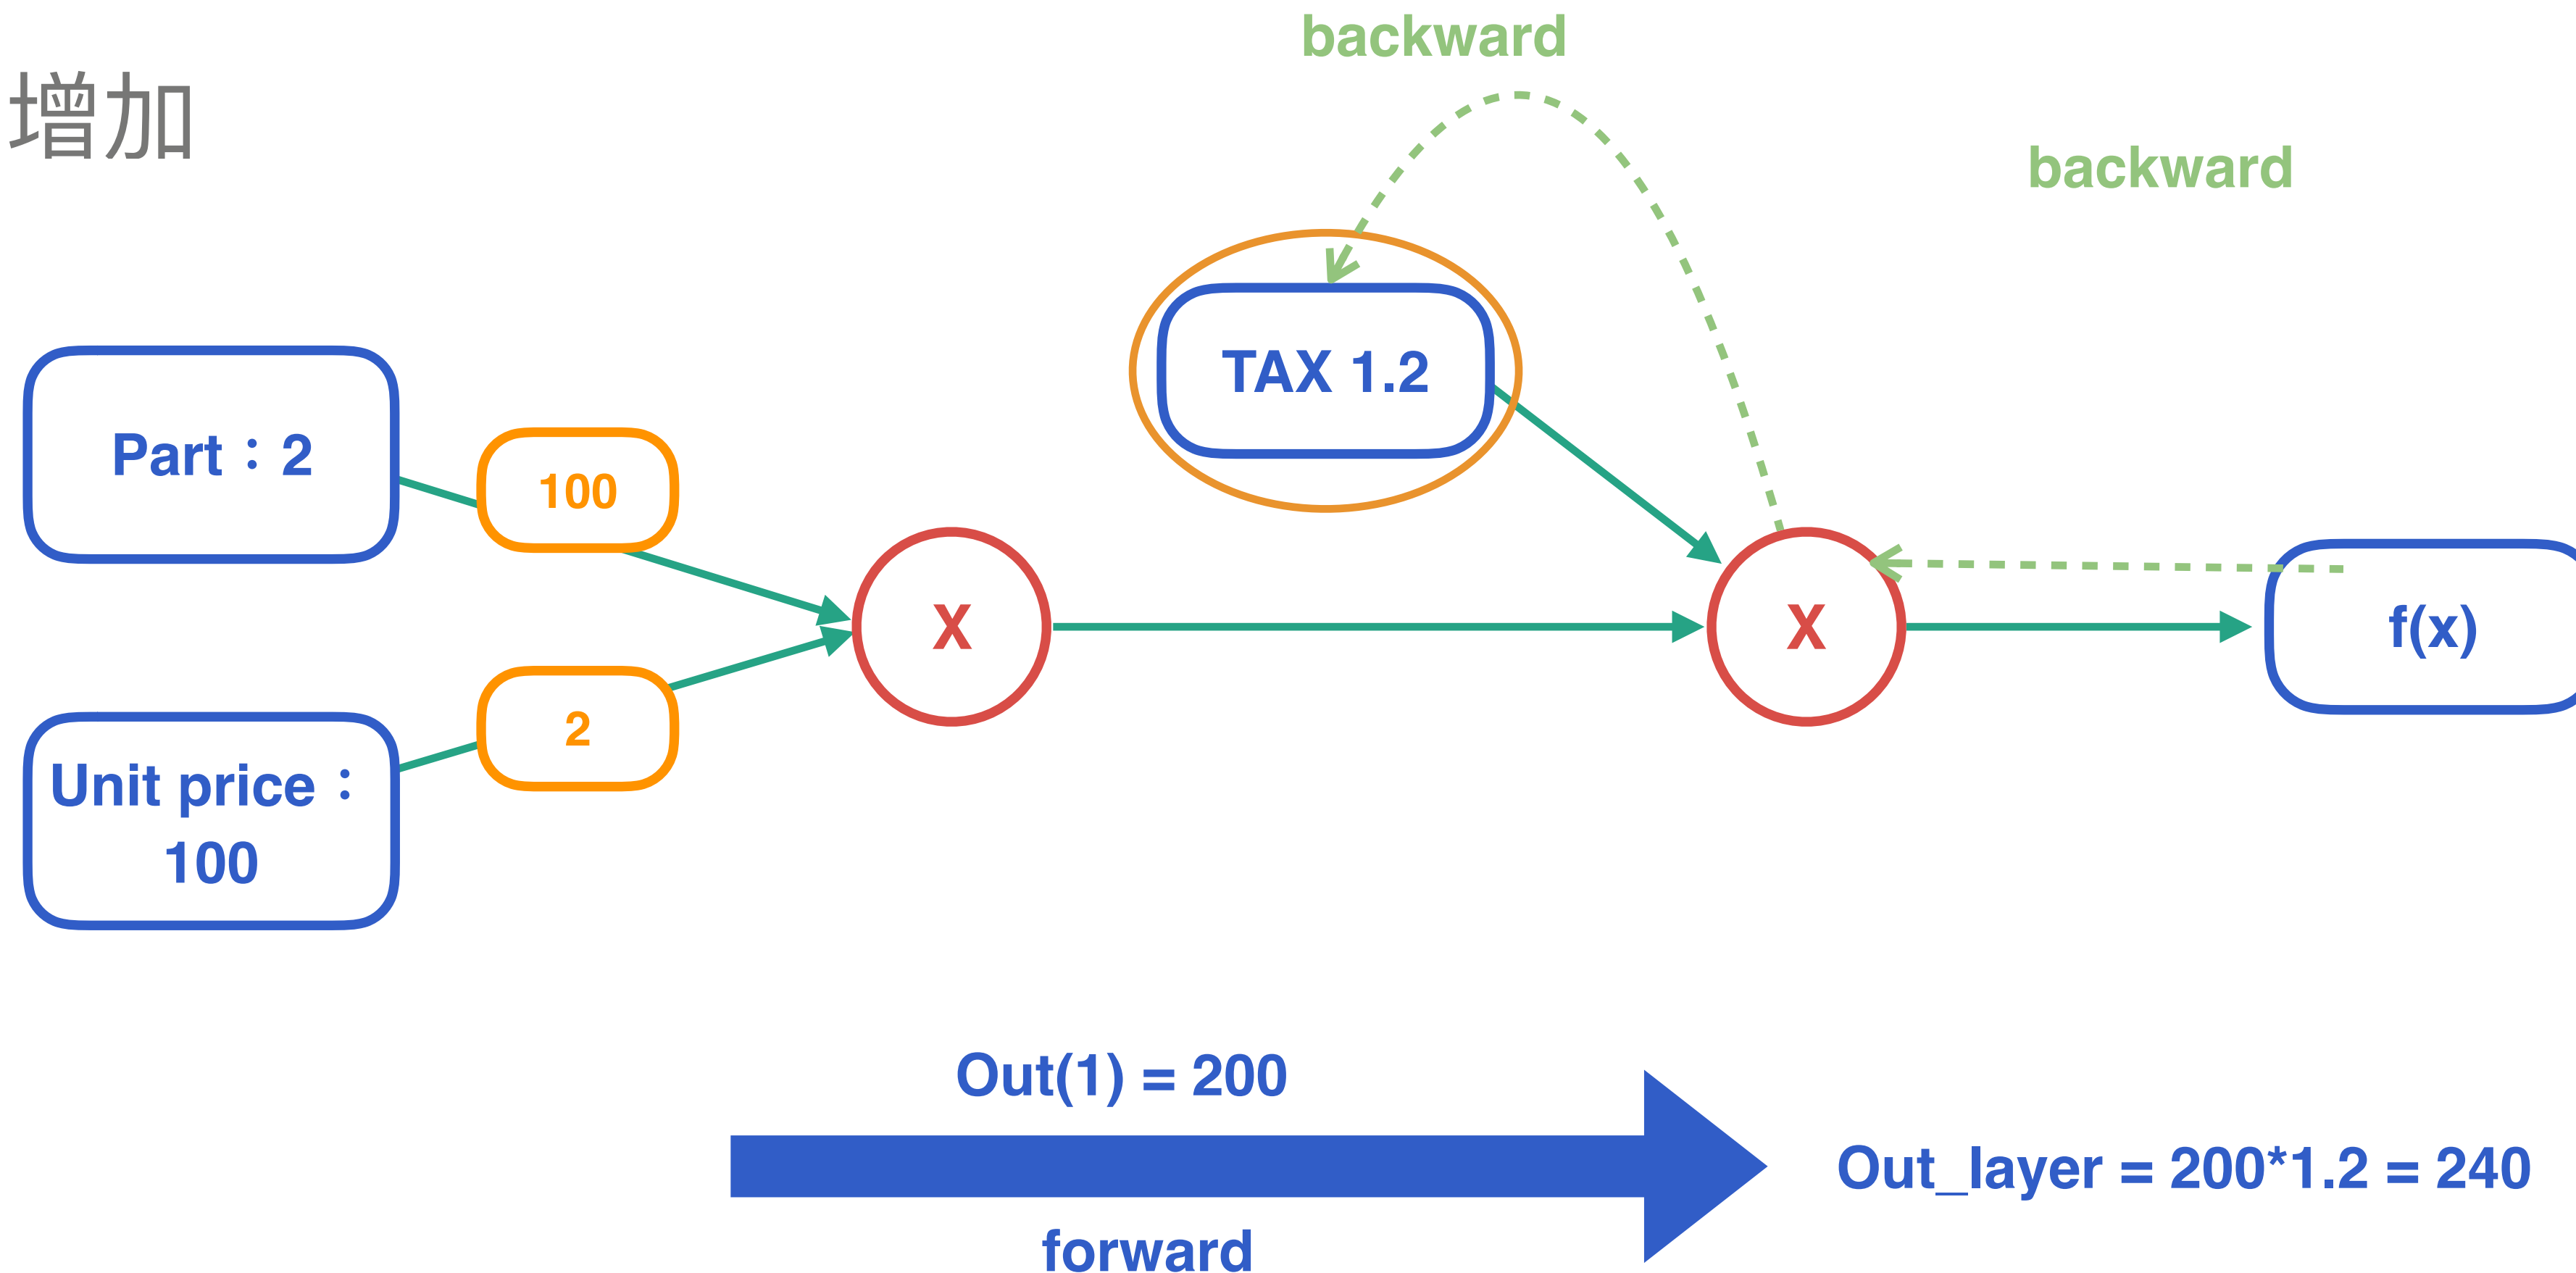 backward
增加
backward
TAX 1.2
Part：2
100
X
X
f(x)
2
Unit price：
100
Out(1) = 200
Out_layer = 200*1.2 = 240
forward